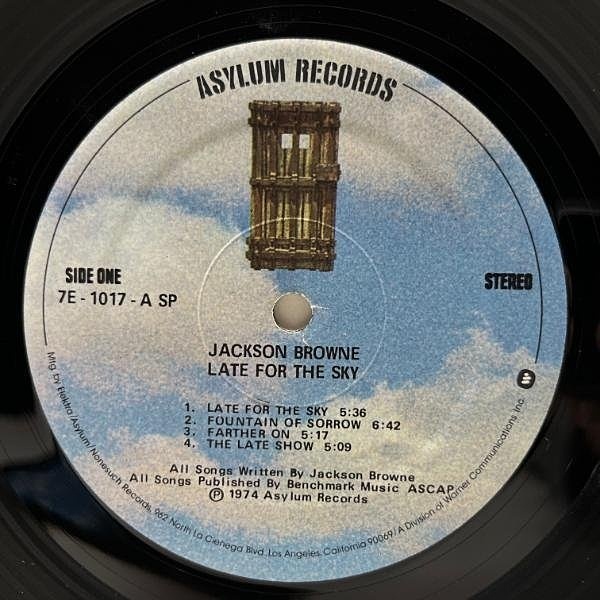 ASYLUM RECORDS
SIDE ONE
7E-1017-A SP
STEREO
JACKSON BROWNE
LATE FOR THE SKY
1. LATE FOR THE SKY 5:36
2. FOUNTAIN OF SORROW 6:42
3. FARTHER ON 5:17
4. THE LATE SHOW 5:09
All Songs Written By Jackson Browne
All Songs Published By Benchmark Music ASCAP
Ⓟ 1974 Asylum Records
Mfg. by Elektra/Asylum/Nonesuch Records, 962 North La Cienega Blvd. Los Angeles, California 90069/A Division of Warner Communications Inc.